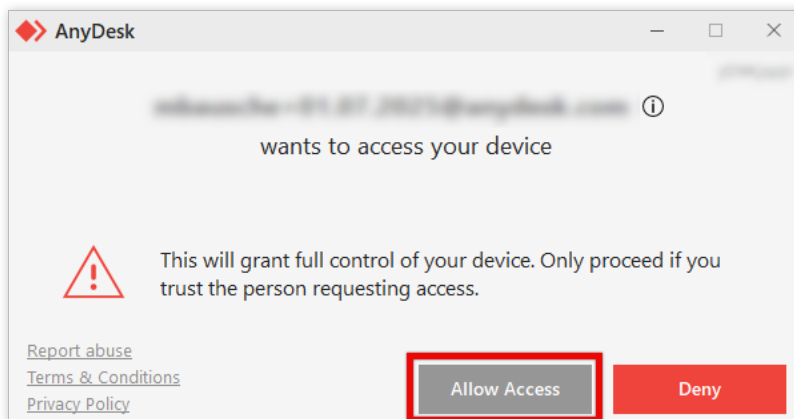 AnyDesk
wants to access your device
This will grant full control of your device. Only proceed if you
trust the person requesting access.
Report abuse
Terms & Conditions
Privacy Policy
Allow Access
Deny